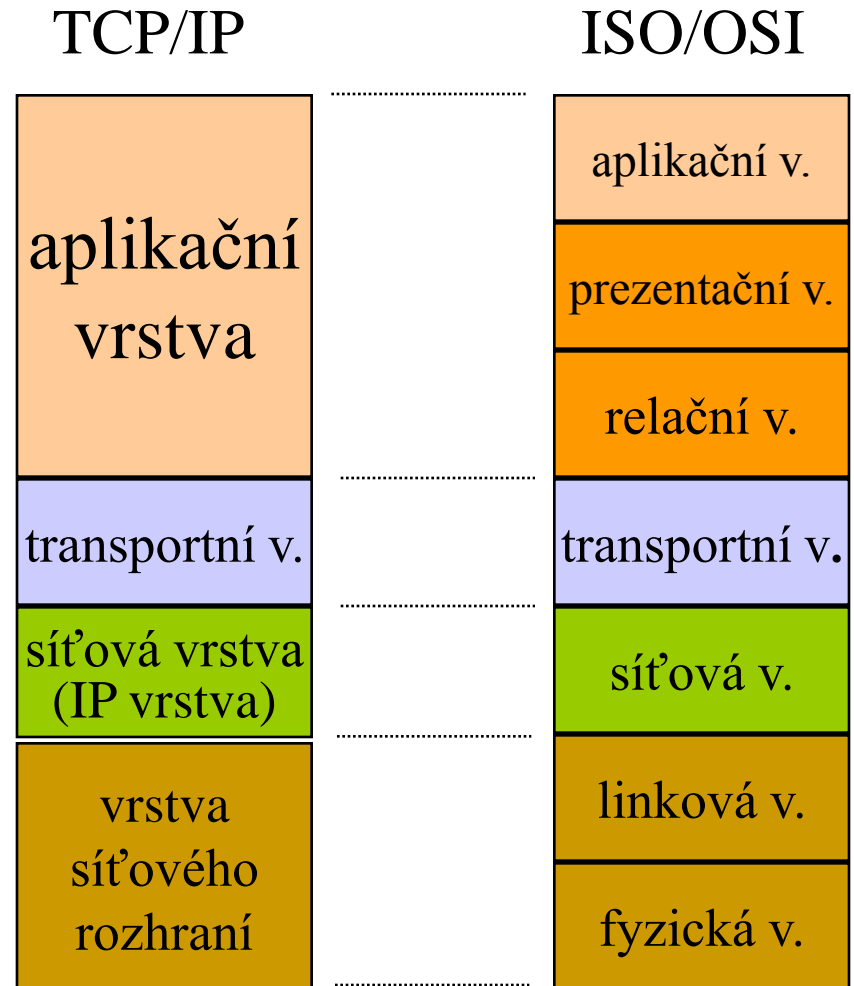 TCP/IP
ISO/OSI
aplikační
vrstva
transportní v.
síťová vrstva
(IP vrstva)
vrstva
síťového
rozhraní
aplikační v.
prezentační v.
relační v.
transportní v.
síťová v.
linková v.
fyzická v.